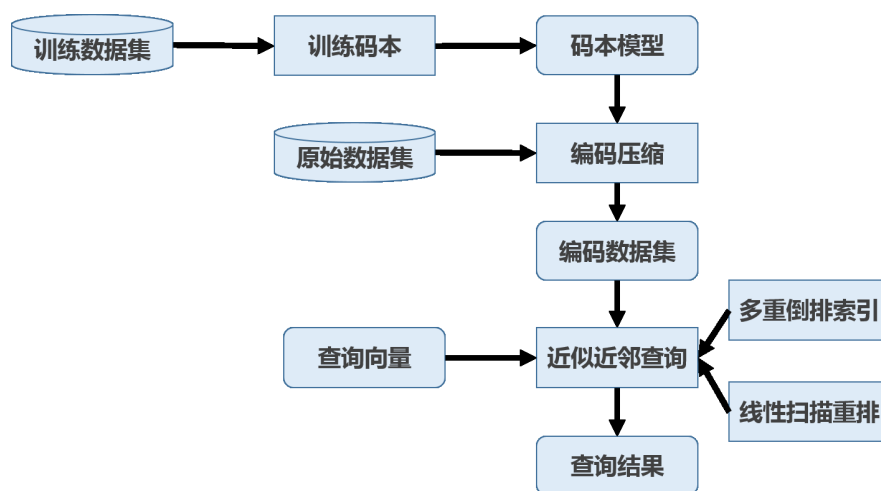 训练数据集
训练码本
码本模型
原始数据集
编码压缩
编码数据集
多重倒排索引
查询向量
近似近邻查询
线性扫描重排
查询结果